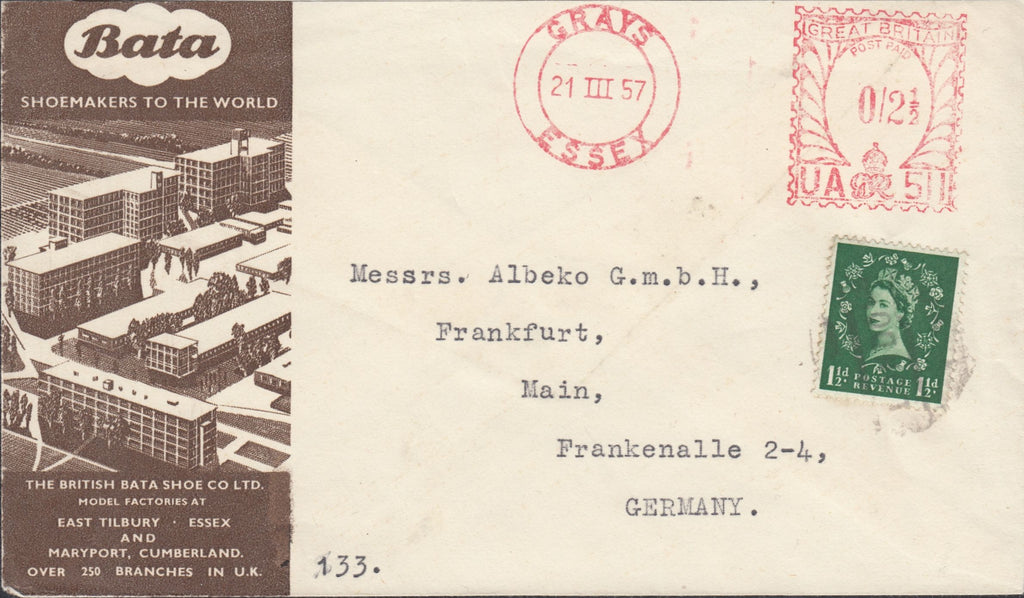 Bata
SHOEMAKERS TO THE WORLD
THE BRITISH BATA SHOE CO LTD.
MODEL FACTORIES AT
EAST TILBURY · ESSEX
AND
MARYPORT, CUMBERLAND.
OVER 250 BRANCHES IN U.K.
GRAYS
21 III 57
ESSEX
GREAT BRITAIN
POST PAID
0/2½
UA GR 511
Messrs. Albeko G.m.b.H.,
Frankfurt,
Main,
Frankenalle 2-4,
GERMANY.
1½d. POSTAGE REVENUE 1½d.
133.